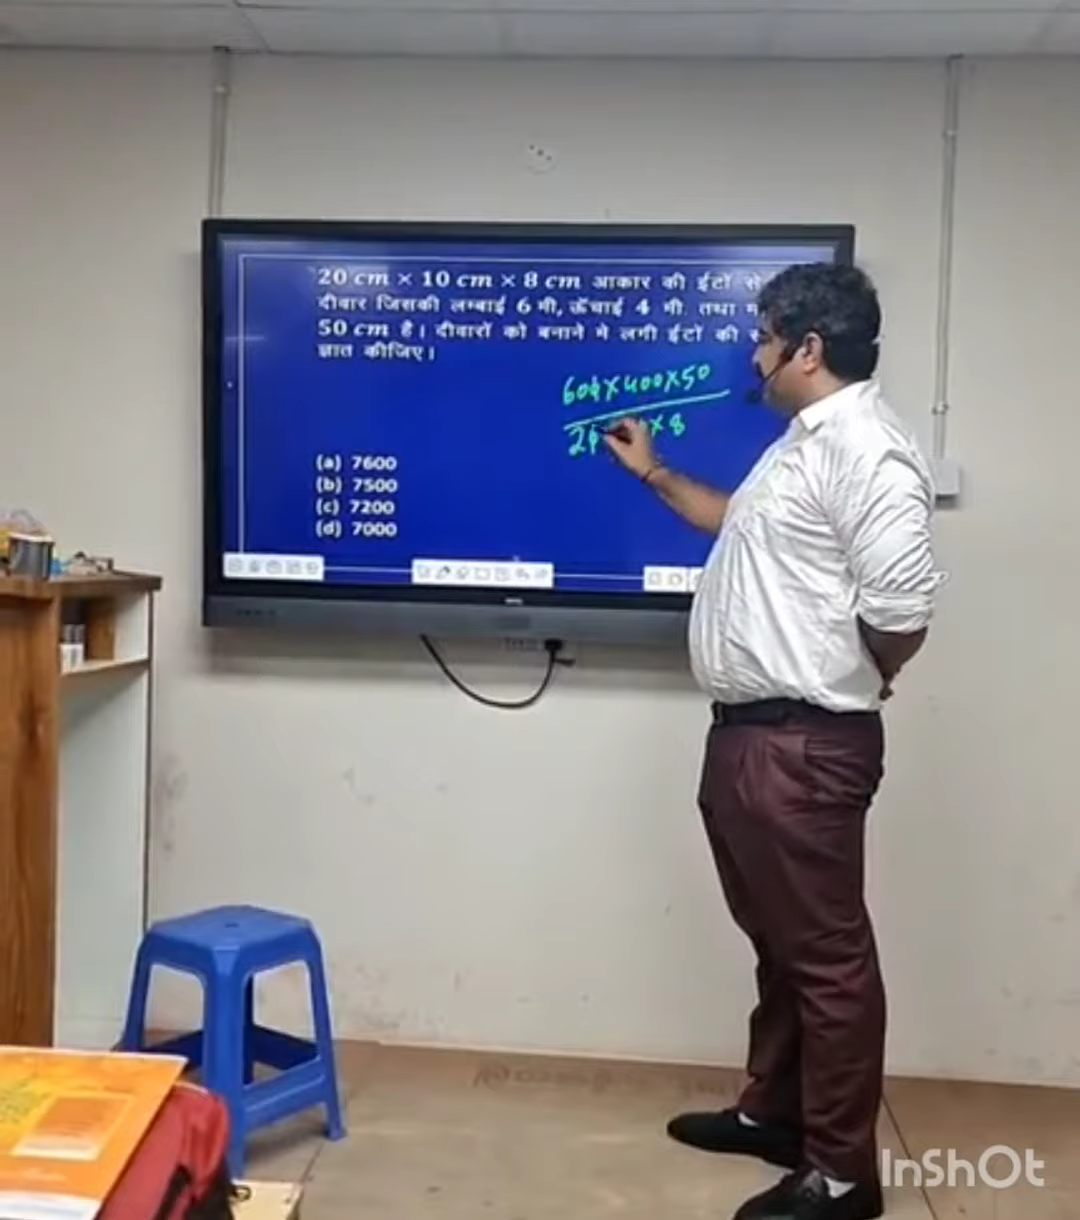 20 cm × 10 cm × 8 cm आकार की ईंटों से
दीवार जिसकी लम्बाई 6 मी, ऊँचाई 4 मी. तथा
50 cm है। दीवारों को बनाने मे लगी ईंटों की
ज्ञात कीजिए।
600×400×50
× 8
(a) 7600
(b) 7500
(c) 7200
(d) 7000
InShOt